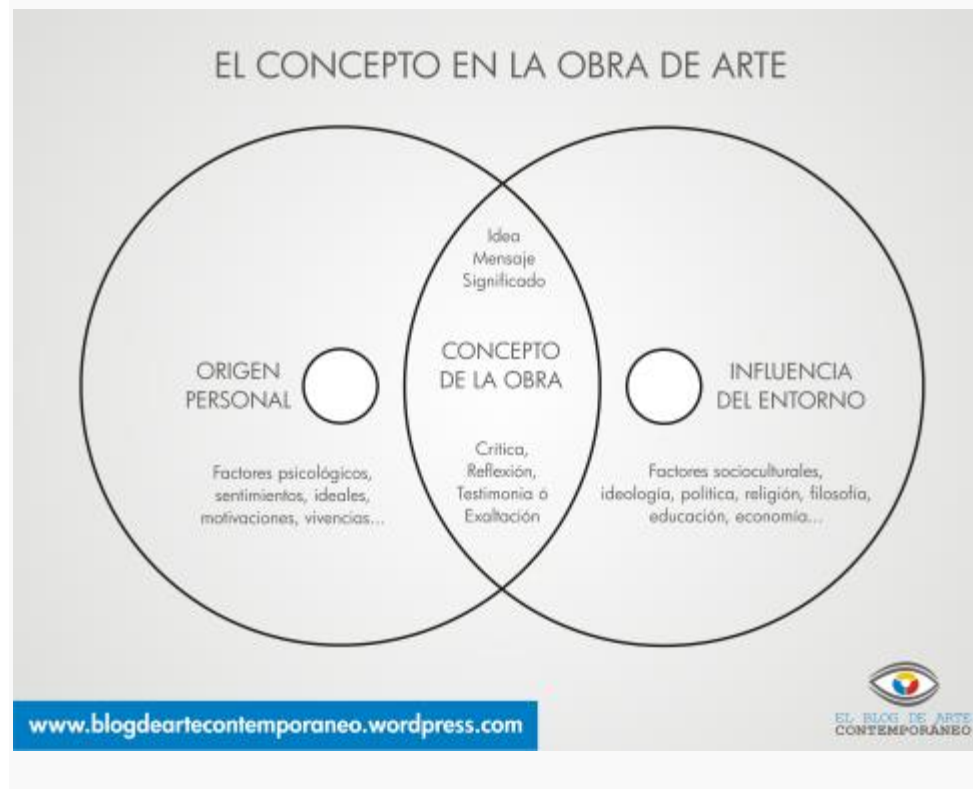 EL CONCEPTO EN LA OBRA DE ARTE
Idea
Mensaje
Significado
ORIGEN
PERSONAL
CONCEPTO
DE LA OBRA
INFLUENCIA
DEL ENTORNO
Factores psicológicos,
sentimientos, ideales,
motivaciones, vivencias...
Crítica,
Reflexión,
Testimonia ó
Exaltación
Factores socioculturales,
ideología, política, religión, filosofía,
educación, economía...
www.blogdeartecontemporaneo.wordpress.com
EL BLOG DE ARTE
CONTEMPORÁNEO